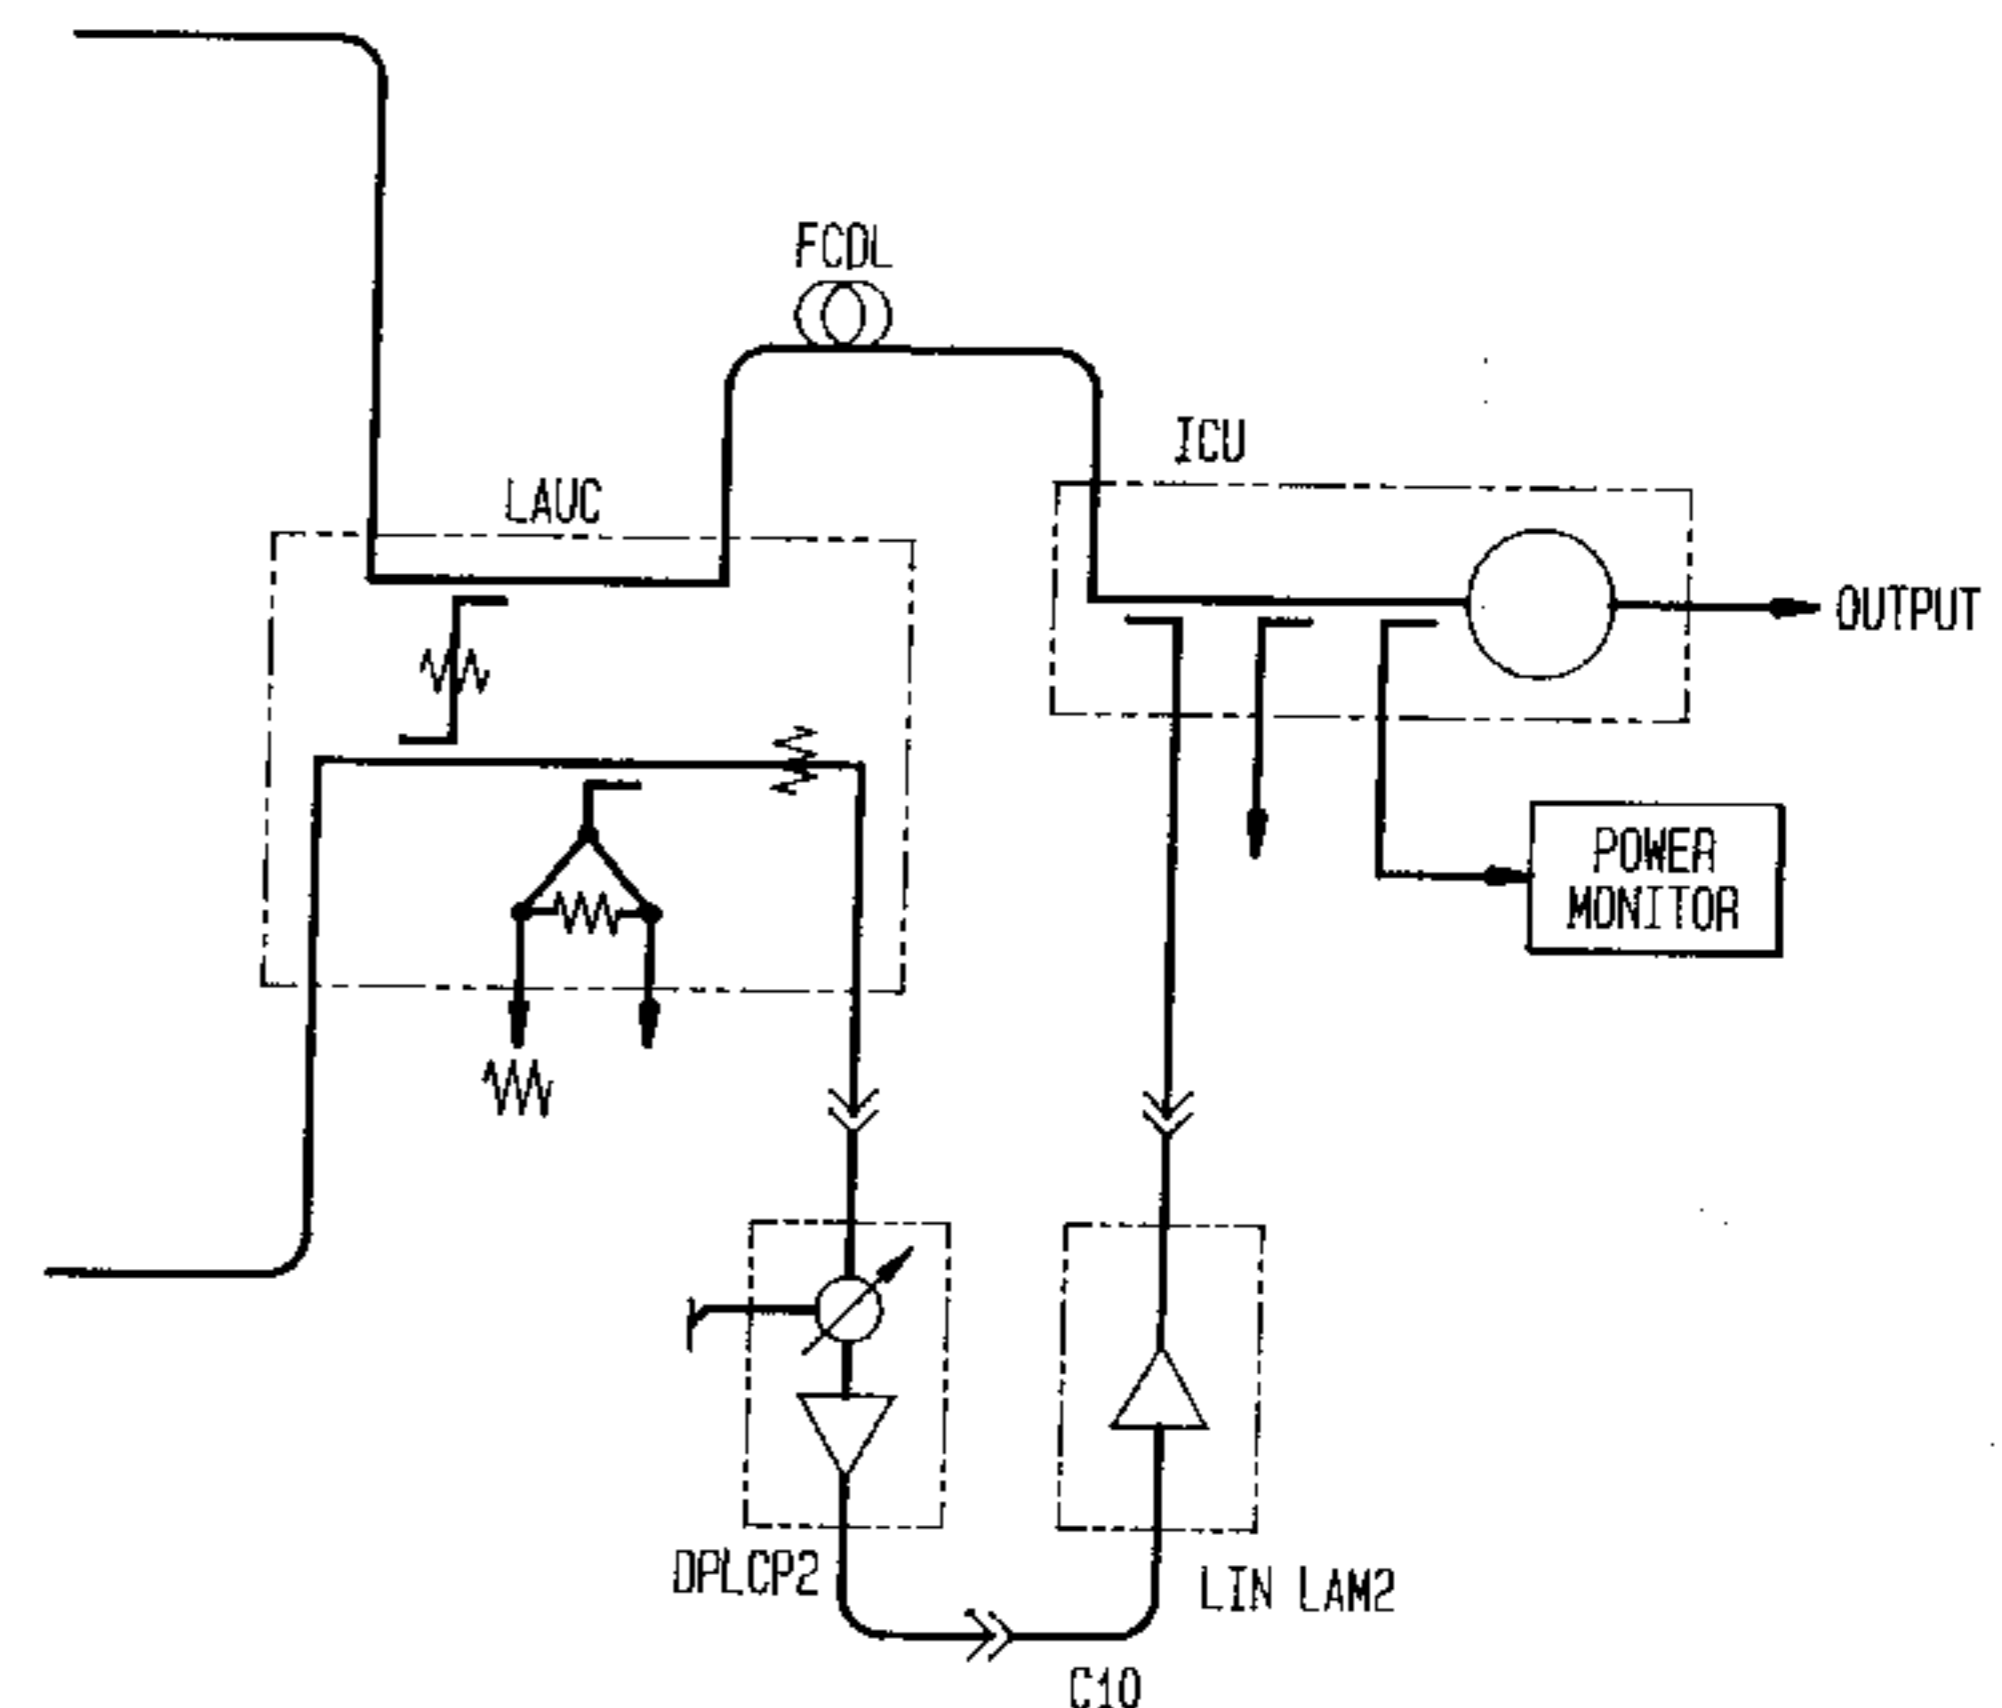 FCDL
ICU
LAUC
OUTPUT
POWER
MONITOR
DPLCP2
LIN LAM2
C10